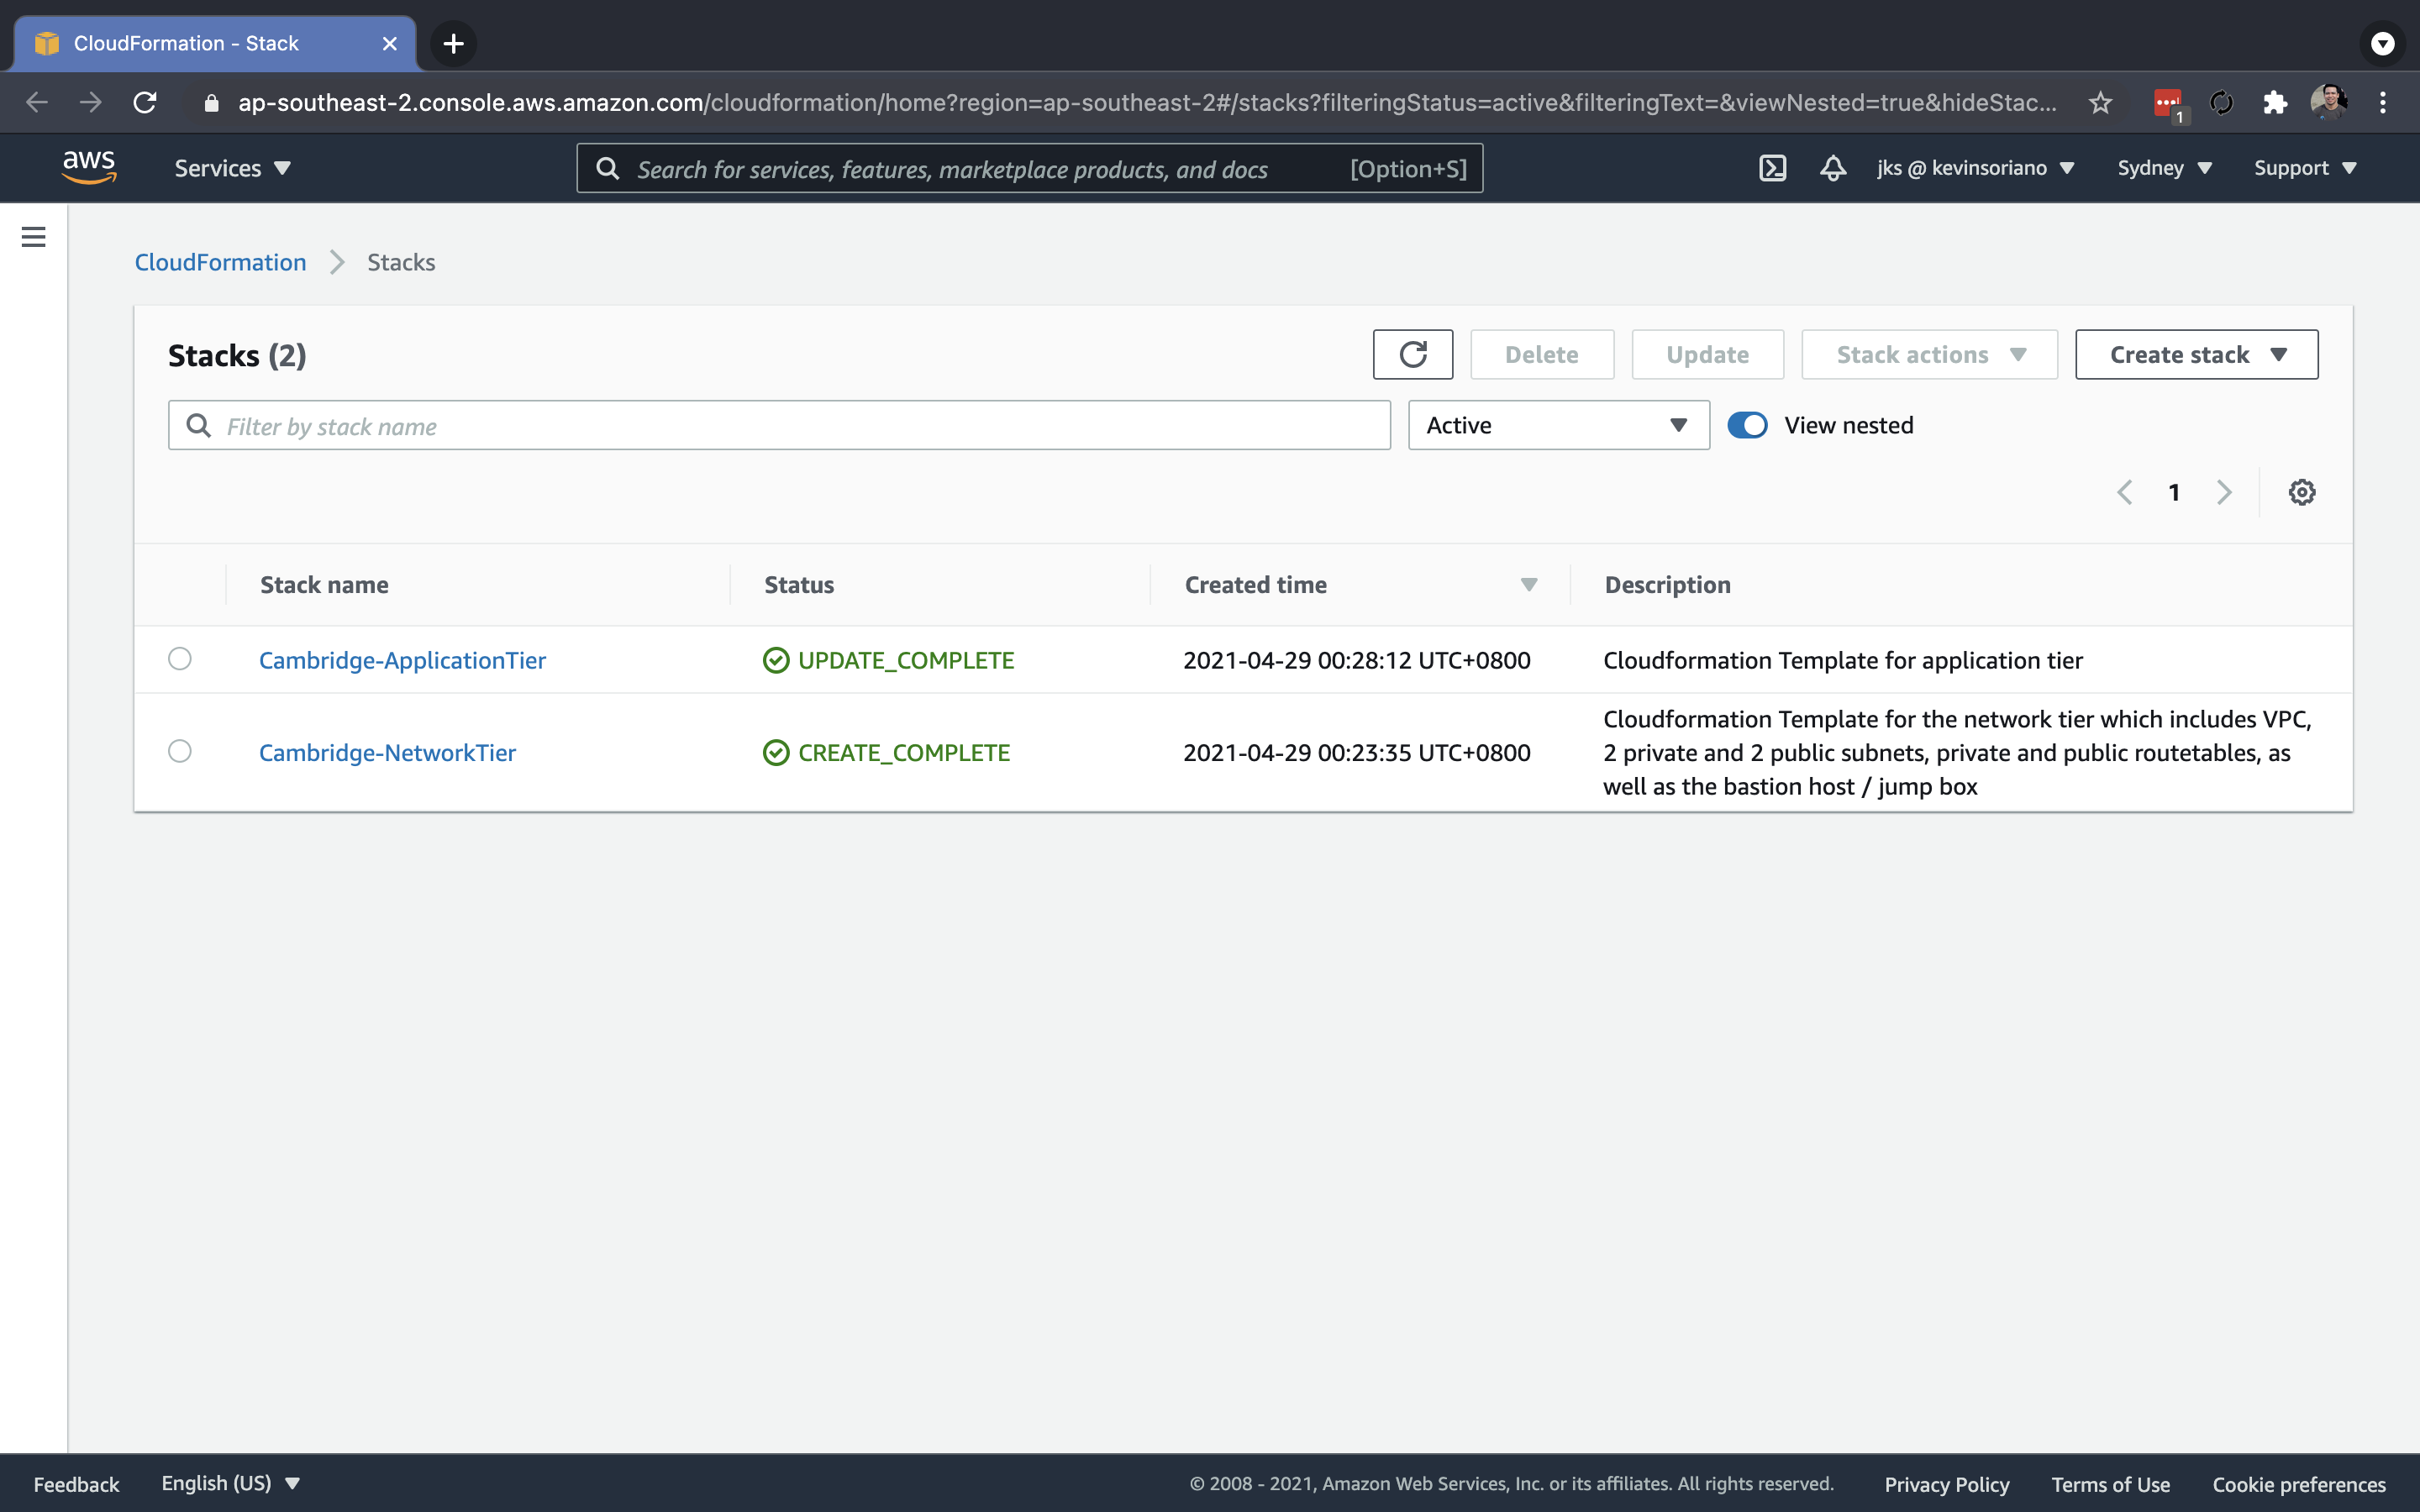 CloudFormation - Stack
ap-southeast-2.console.aws.amazon.com/cloudformation/home?region=ap-southeast-2#/stacks?filteringStatus=active&filteringText=&viewNested=true&hideStac...
1
aws
Services
Search for services, features, marketplace products, and docs
[Option+S]
jks @ kevinsoriano
Sydney
Support
CloudFormation
Stacks
Stacks (2)
Delete
Update
Stack actions
Create stack
Filter by stack name
Active
View nested
1
Stack name
Status
Created time
Description
Cambridge-ApplicationTier
UPDATE_COMPLETE
2021-04-29 00:28:12 UTC+0800
Cloudformation Template for application tier
Cambridge-NetworkTier
CREATE_COMPLETE
2021-04-29 00:23:35 UTC+0800
Cloudformation Template for the network tier which includes VPC,
2 private and 2 public subnets, private and public routetables, as
well as the bastion host / jump box
Feedback
English (US)
© 2008 - 2021, Amazon Web Services, Inc. or its affiliates. All rights reserved.
Privacy Policy
Terms of Use
Cookie preferences